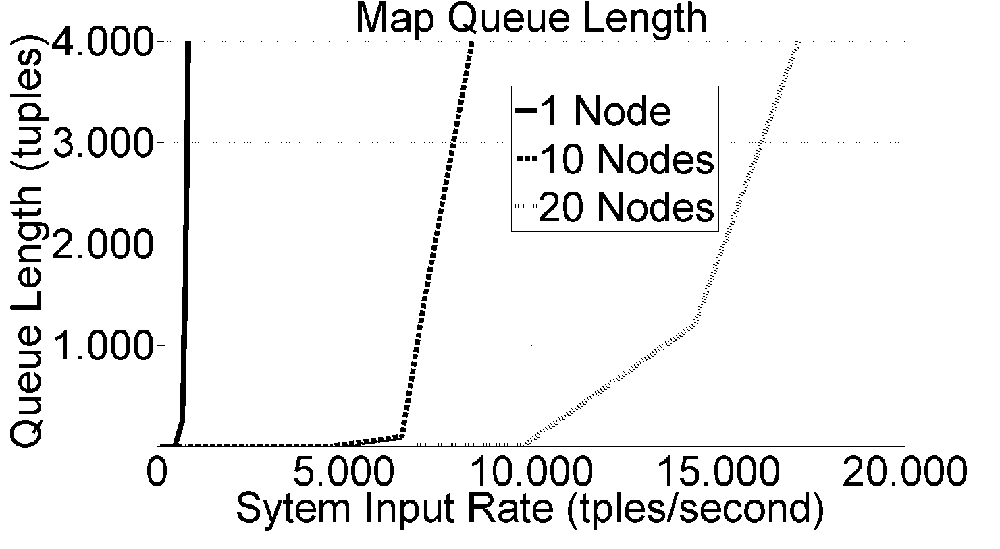 Map Queue Length
Queue Length (tuples)
4.000
3.000
2.000
1.000
1 Node
10 Nodes
20 Nodes
0
5.000
10.000
15.000
20.000
Sytem Input Rate (tples/second)